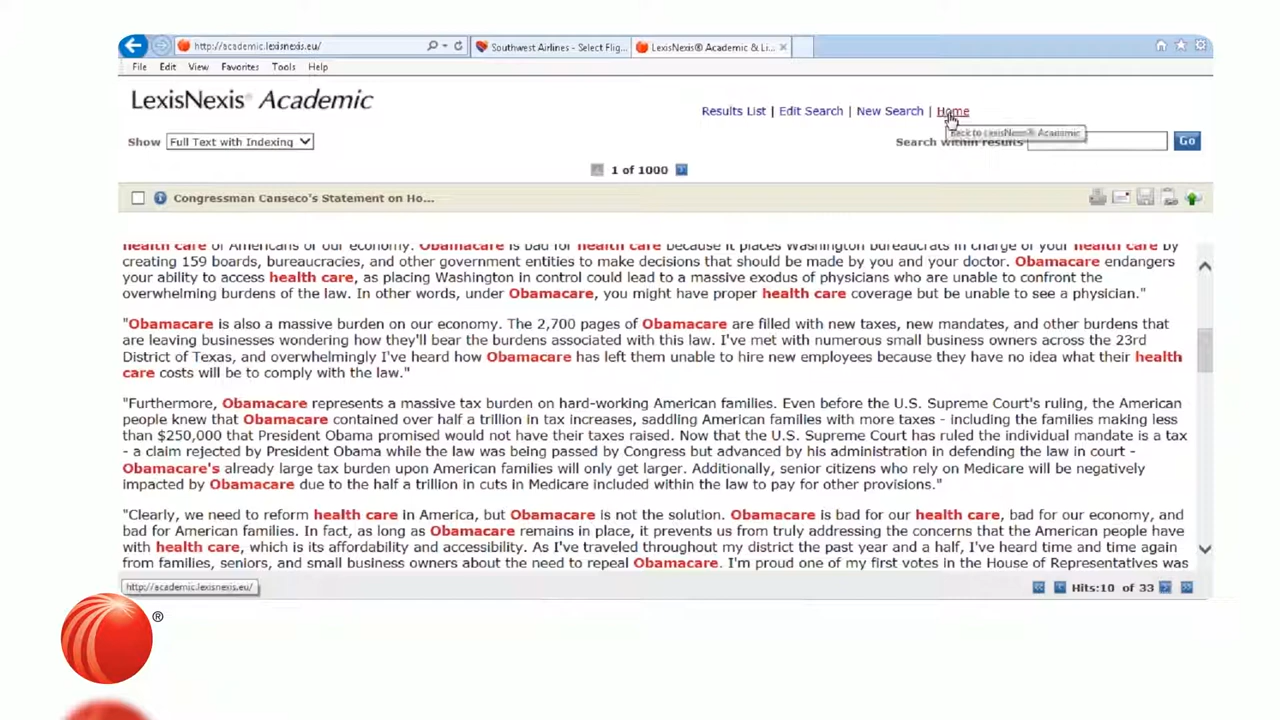 http://academic.lexisnexis.eu/
Southwest Airlines - Select Flig...
LexisNexis® Academic & Li...
File Edit View Favorites Tools Help
LexisNexis® Academic
Results List | Edit Search | New Search | Home
Back to LexisNexis® Academic
Show Full Text with Indexing
Search within results Go
1 of 1000
Congressman Canseco's Statement on Ho...
health care of Americans or our economy. Obamacare is bad for health care because it places Washington bureaucrats in charge of your health care by
creating 159 boards, bureaucracies, and other government entities to make decisions that should be made by you and your doctor. Obamacare endangers
your ability to access health care, as placing Washington in control could lead to a massive exodus of physicians who are unable to confront the
overwhelming burdens of the law. In other words, under Obamacare, you might have proper health care coverage but be unable to see a physician."
"Obamacare is also a massive burden on our economy. The 2,700 pages of Obamacare are filled with new taxes, new mandates, and other burdens that
are leaving businesses wondering how they'll bear the burdens associated with this law. I've met with numerous small business owners across the 23rd
District of Texas, and overwhelmingly I've heard how Obamacare has left them unable to hire new employees because they have no idea what their health
care costs will be to comply with the law."
"Furthermore, Obamacare represents a massive tax burden on hard-working American families. Even before the U.S. Supreme Court's ruling, the American
people knew that Obamacare contained over half a trillion in tax increases, saddling American families with more taxes - including the families making less
than $250,000 that President Obama promised would not have their taxes raised. Now that the U.S. Supreme Court has ruled the individual mandate is a tax
- a claim rejected by President Obama while the law was being passed by Congress but advanced by his administration in defending the law in court -
Obamacare's already large tax burden upon American families will only get larger. Additionally, senior citizens who rely on Medicare will be negatively
impacted by Obamacare due to the half a trillion in cuts in Medicare included within the law to pay for other provisions."
"Clearly, we need to reform health care in America, but Obamacare is not the solution. Obamacare is bad for our health care, bad for our economy, and
bad for American families. In fact, as long as Obamacare remains in place, it prevents us from truly addressing the concerns that the American people have
with health care, which is its affordability and accessibility. As I've traveled throughout my district the past year and a half, I've heard time and time again
from families, seniors, and small business owners about the need to repeal Obamacare. I'm proud one of my first votes in the House of Representatives was
http://academic.lexisnexis.eu/
Hits:10 of 33
®